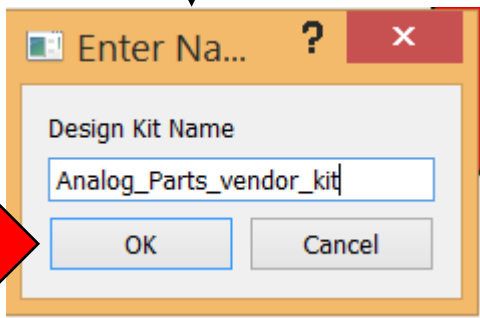 Enter Na... ? ×
Design Kit Name
Analog_Parts_vendor_kit
OK Cancel